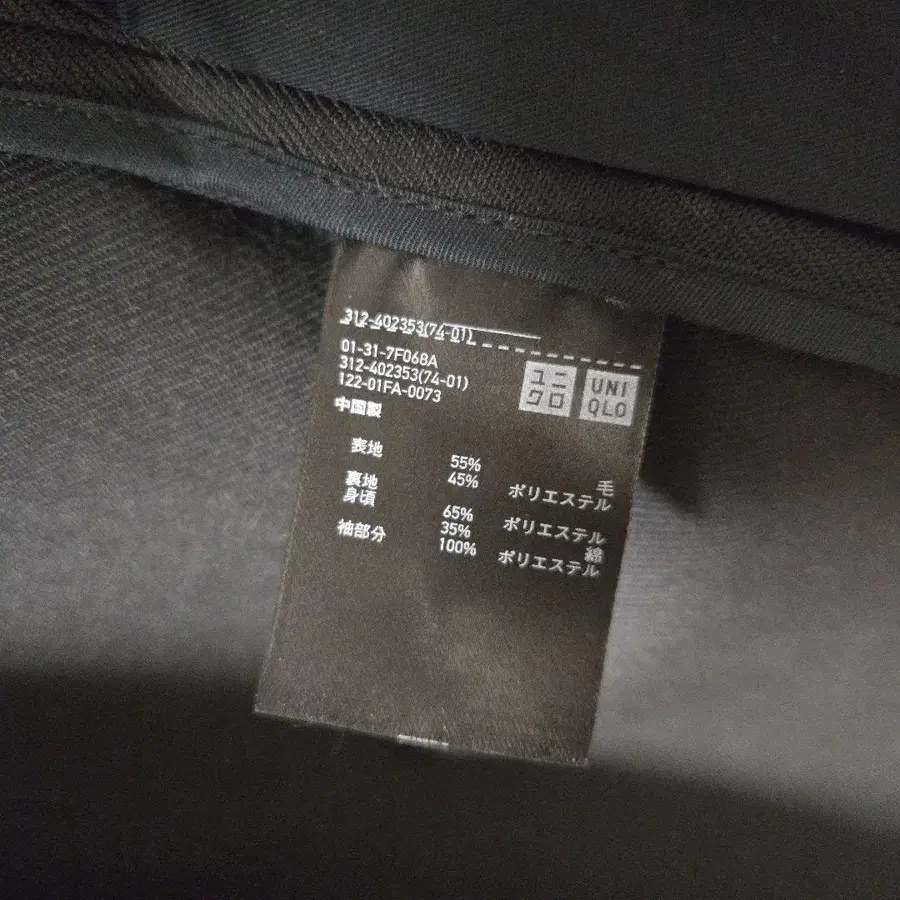 312-402353(74-01)
01-31-7F068A
312-402353(74-01)
122-01FA-0073
中国製
ユニ
クロ
UNI
QLO
表地 55% 毛
45% ポリエステル
裏地
身頃 65% ポリエステル
35% 綿
袖部分 100% ポリエステル